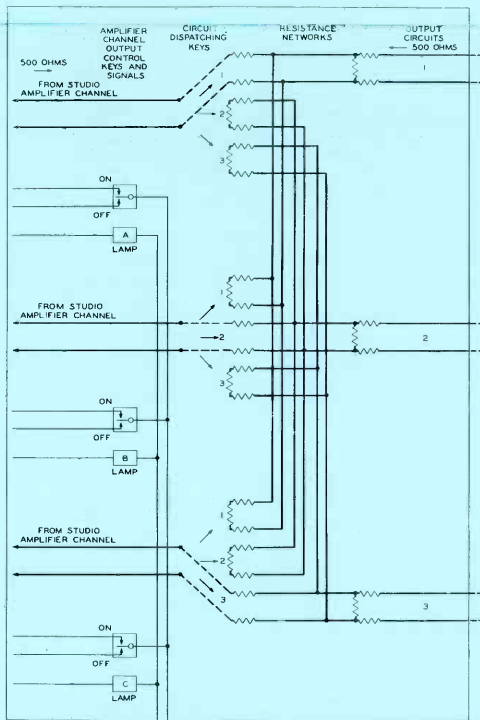 AMPLIFIER
CHANNEL
OUTPUT
CONTROL
KEYS AND
SIGNALS
CIRCUIT
DISPATCHING
KEYS
RESISTANCE
NETWORKS
OUTPUT
CIRCUITS
500 OHMS
500 OHMS
FROM STUDIO
AMPLIFIER CHANNEL
1
1
2
3
ON
OFF
A
LAMP
FROM STUDIO
AMPLIFIER CHANNEL
1
2
3
2
ON
OFF
B
LAMP
FROM STUDIO
AMPLIFIER CHANNEL
1
2
3
3
ON
OFF
C
LAMP